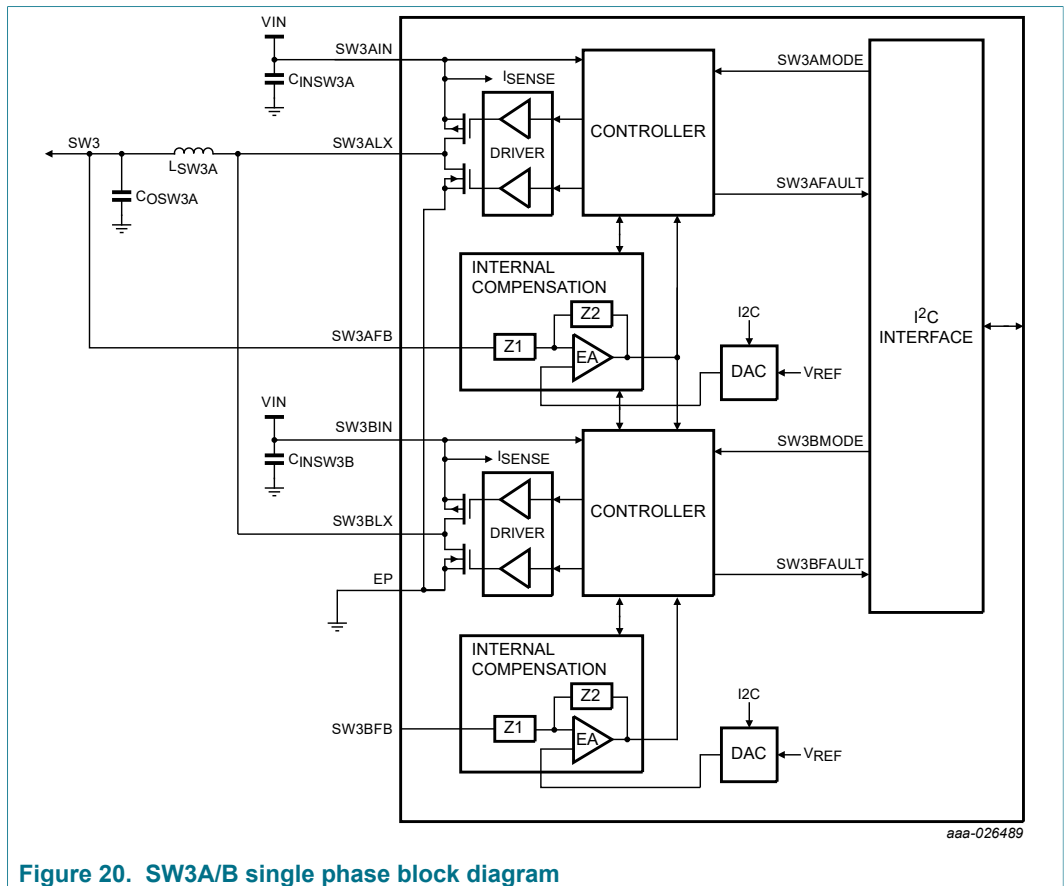 VIN
SW3AIN
CINSW3A
ISENSE
SW3AMODE
CONTROLLER
SW3
SW3ALX
LSW3A
DRIVER
COSW3A
SW3AFAULT
INTERNAL
COMPENSATION
Z2
I2C
I2C
INTERFACE
SW3AFB
Z1
EA
DAC
VREF
VIN
SW3BIN
SW3BMODE
CINSW3B
ISENSE
CONTROLLER
SW3BLX
DRIVER
SW3BFAULT
EP
INTERNAL
COMPENSATION
Z2
I2C
SW3BFB
Z1
EA
DAC
VREF
aaa-026489
Figure 20. SW3A/B single phase block diagram